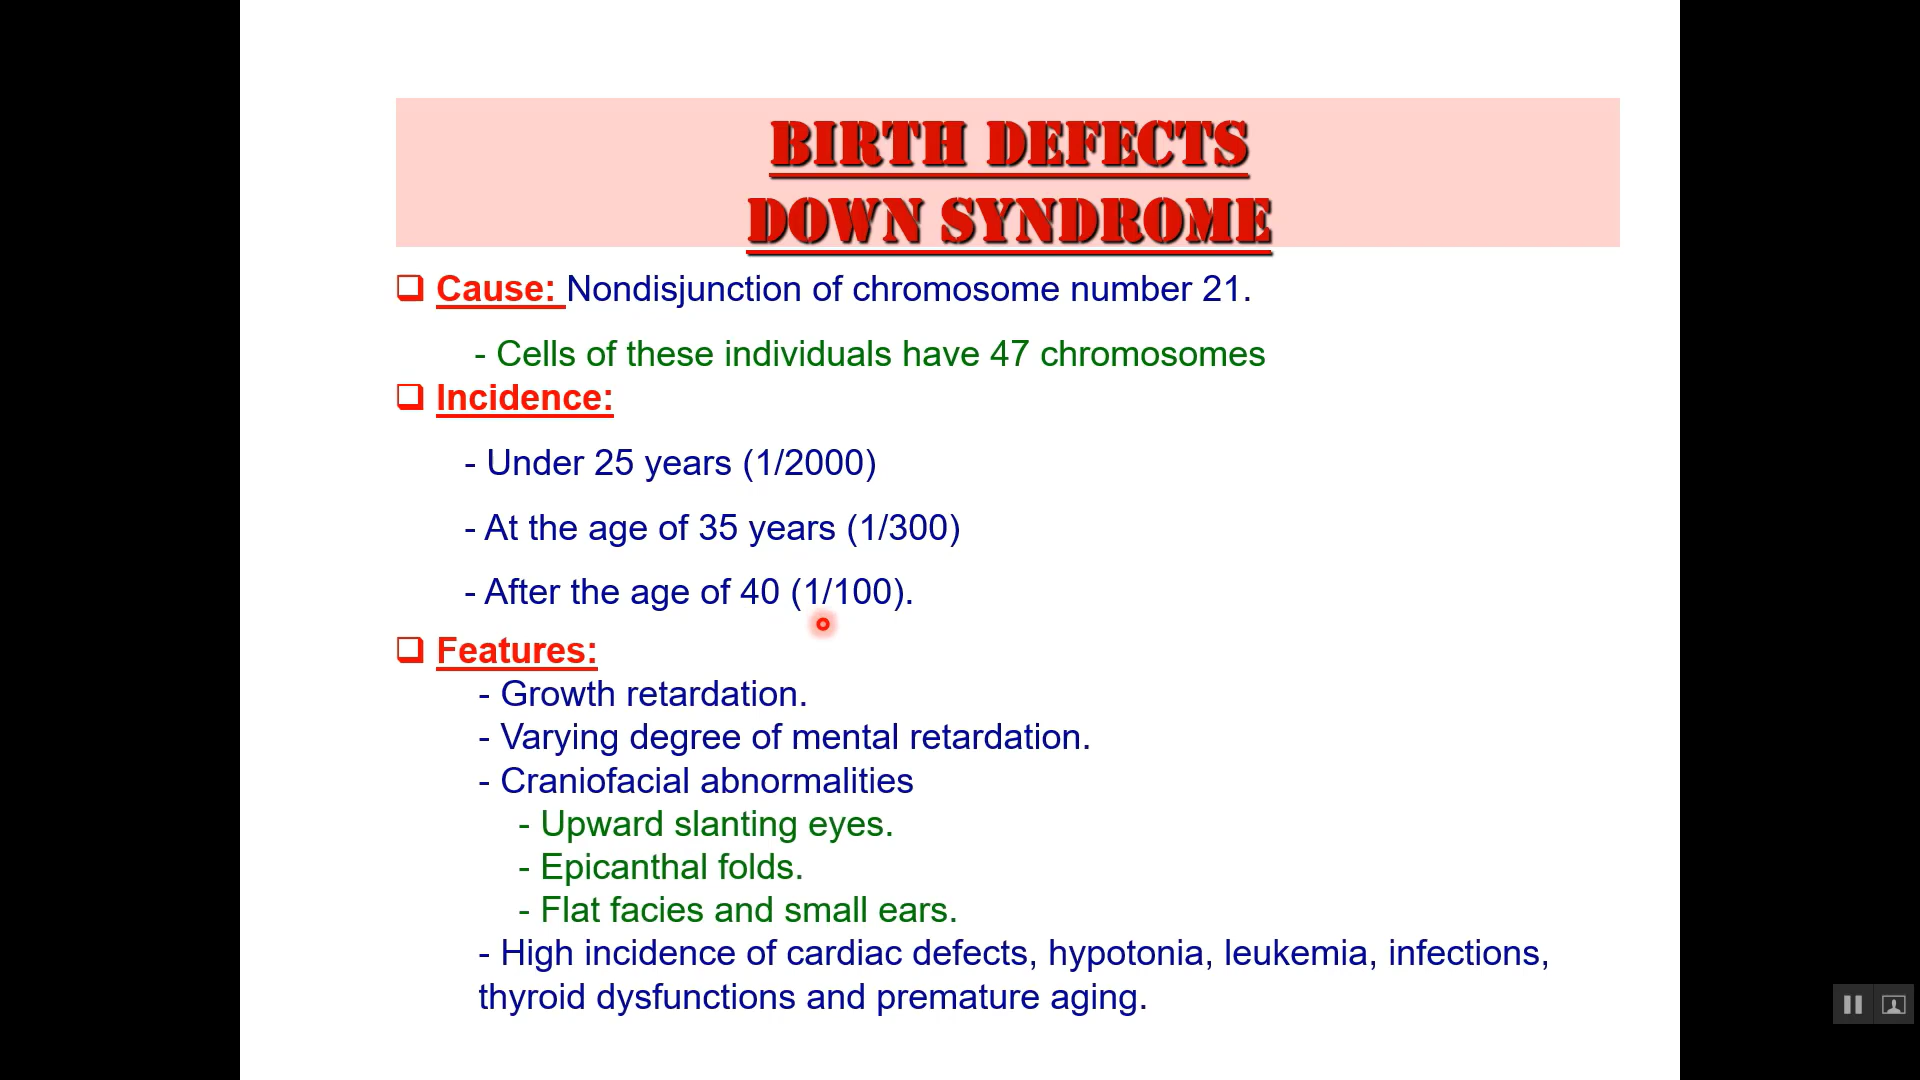 BIRTH DEFECTS
DOWN SYNDROME
❑ Cause: Nondisjunction of chromosome number 21.
- Cells of these individuals have 47 chromosomes
❑ Incidence:
- Under 25 years (1/2000)
- At the age of 35 years (1/300)
- After the age of 40 (1/100).
❑ Features:
- Growth retardation.
- Varying degree of mental retardation.
- Craniofacial abnormalities
- Upward slanting eyes.
- Epicanthal folds.
- Flat facies and small ears.
- High incidence of cardiac defects, hypotonia, leukemia, infections,
thyroid dysfunctions and premature aging.